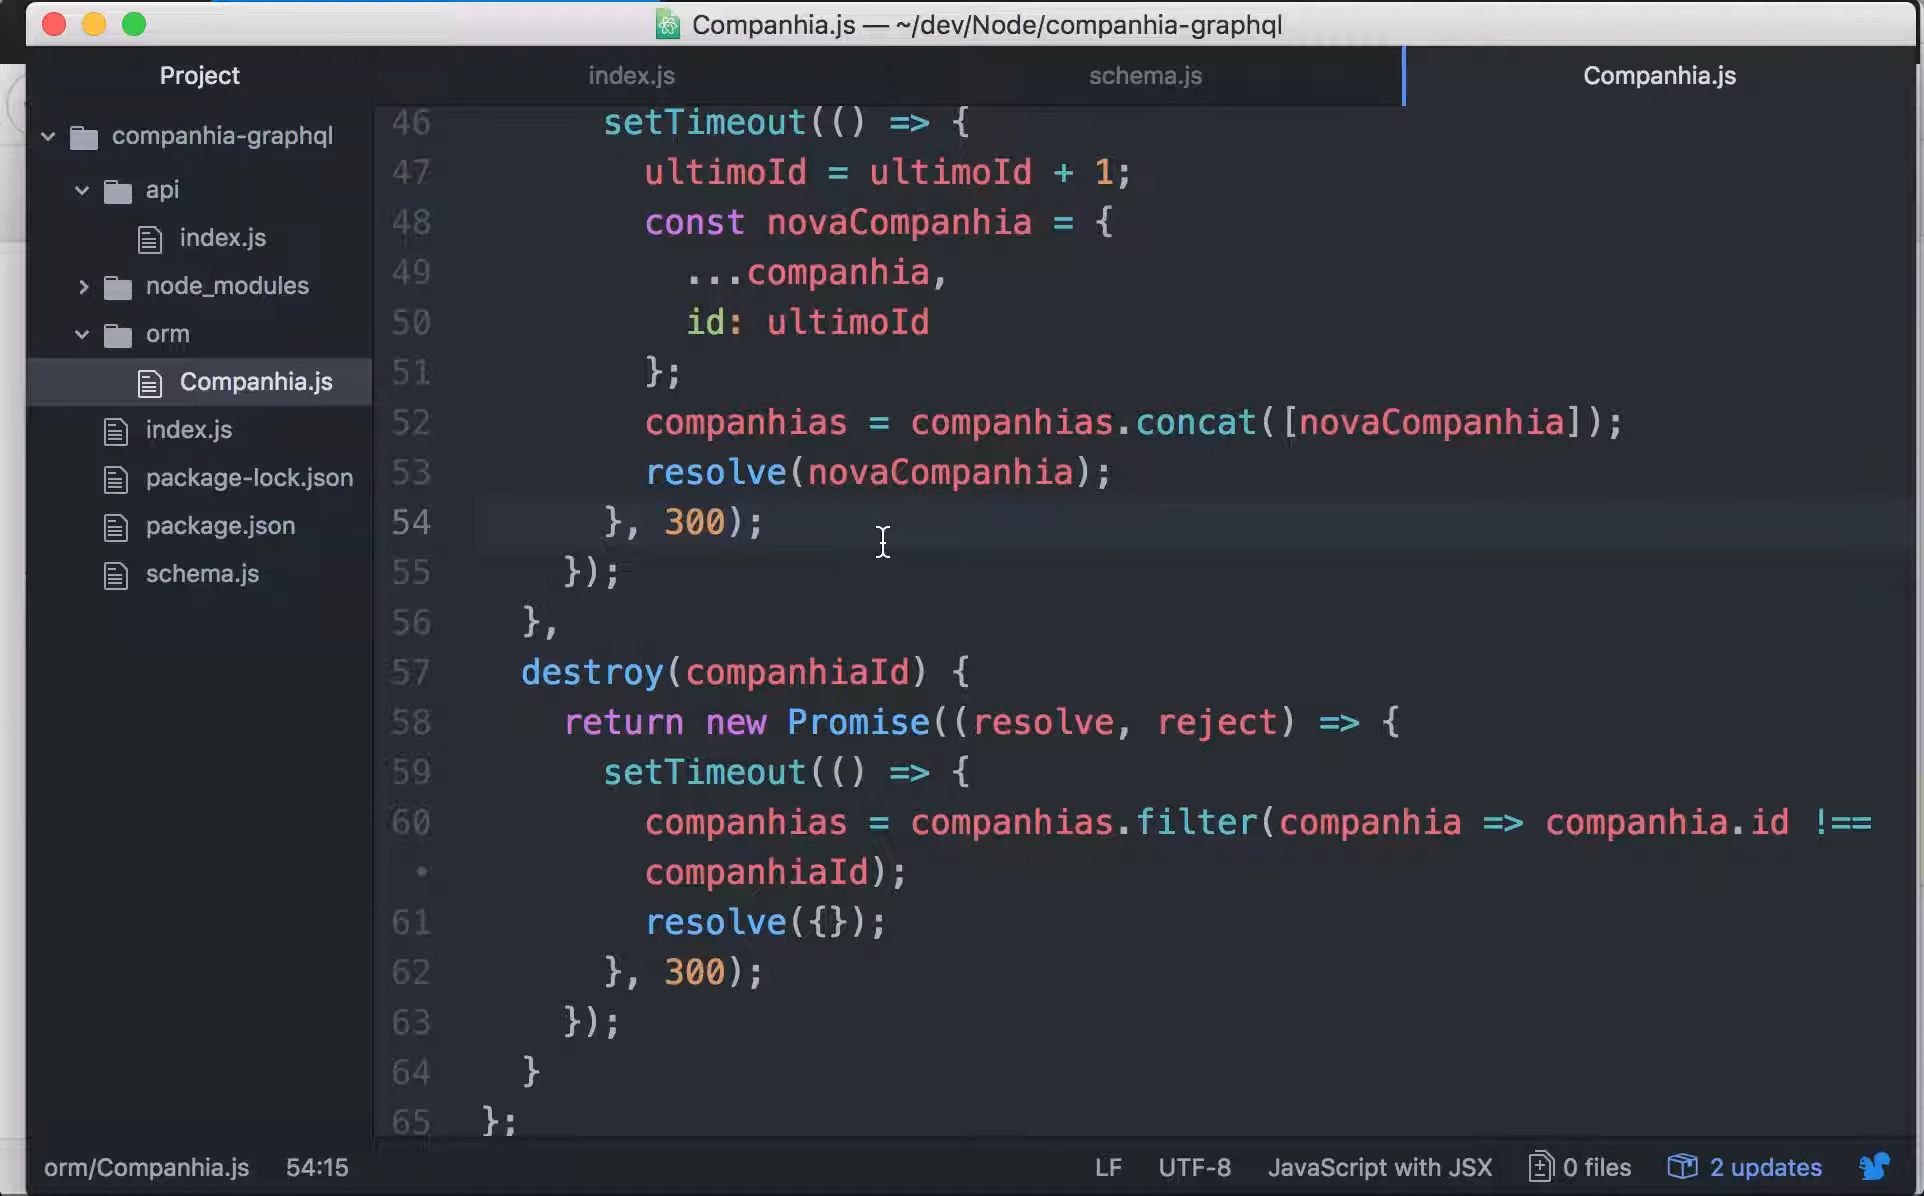 Companhia.js — ~/dev/Node/companhia-graphql
Project
index.js
schema.js
Companhia.js
companhia-graphql
api
index.js
node_modules
orm
Companhia.js
index.js
package-lock.json
package.json
schema.js
46 setTimeout(() => {
47 ultimoId = ultimoId + 1;
48 const novaCompanhia = {
49 ...companhia,
50 id: ultimoId
51 };
52 companhias = companhias.concat([novaCompanhia]);
53 resolve(novaCompanhia);
54 }, 300);
55 });
56 },
57 destroy(companhiaId) {
58 return new Promise((resolve, reject) => {
59 setTimeout(() => {
60 companhias = companhias.filter(companhia => companhia.id !==
• companhiaId);
61 resolve({});
62 }, 300);
63 });
64 }
65 };
orm/Companhia.js 54:15
LF UTF-8 JavaScript with JSX 0 files 2 updates